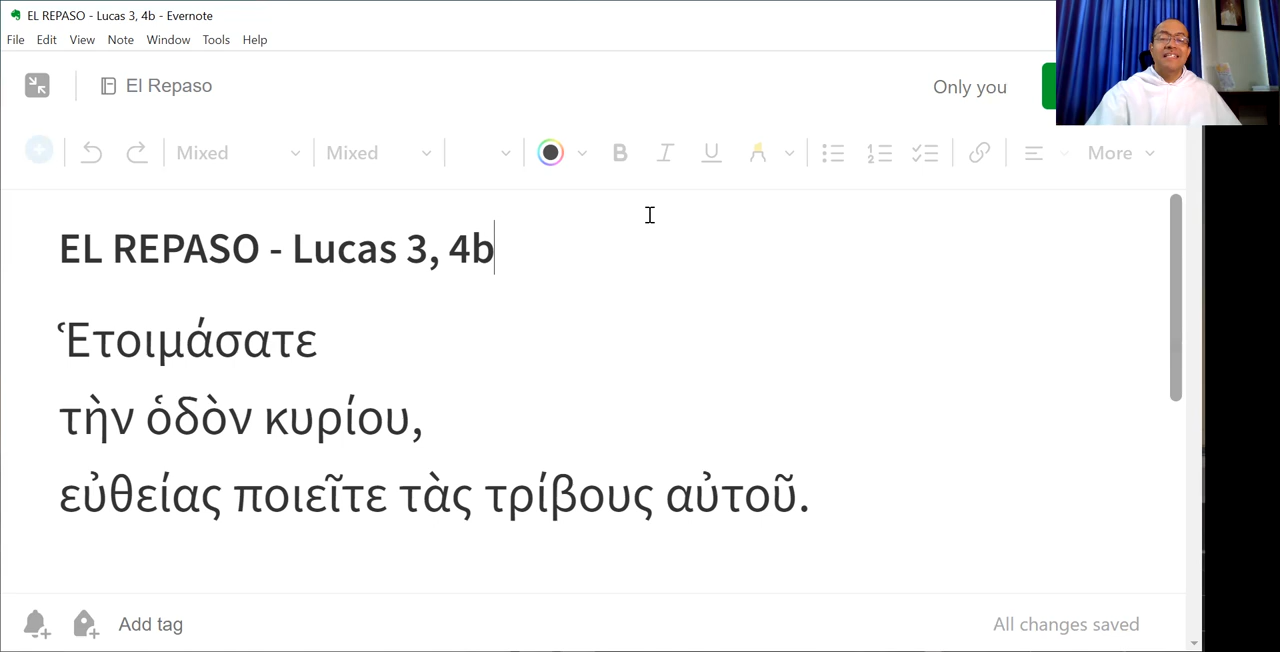 EL REPASO - Lucas 3, 4b - Evernote
File Edit View Note Window Tools Help
El Repaso
Only you
Mixed Mixed More
EL REPASO - Lucas 3, 4b
Ἑτοιμάσατε
τὴν ὁδὸν κυρίου,
εὐθείας ποιεῖτε τὰς τρίβους αὐτοῦ.
Add tag
All changes saved